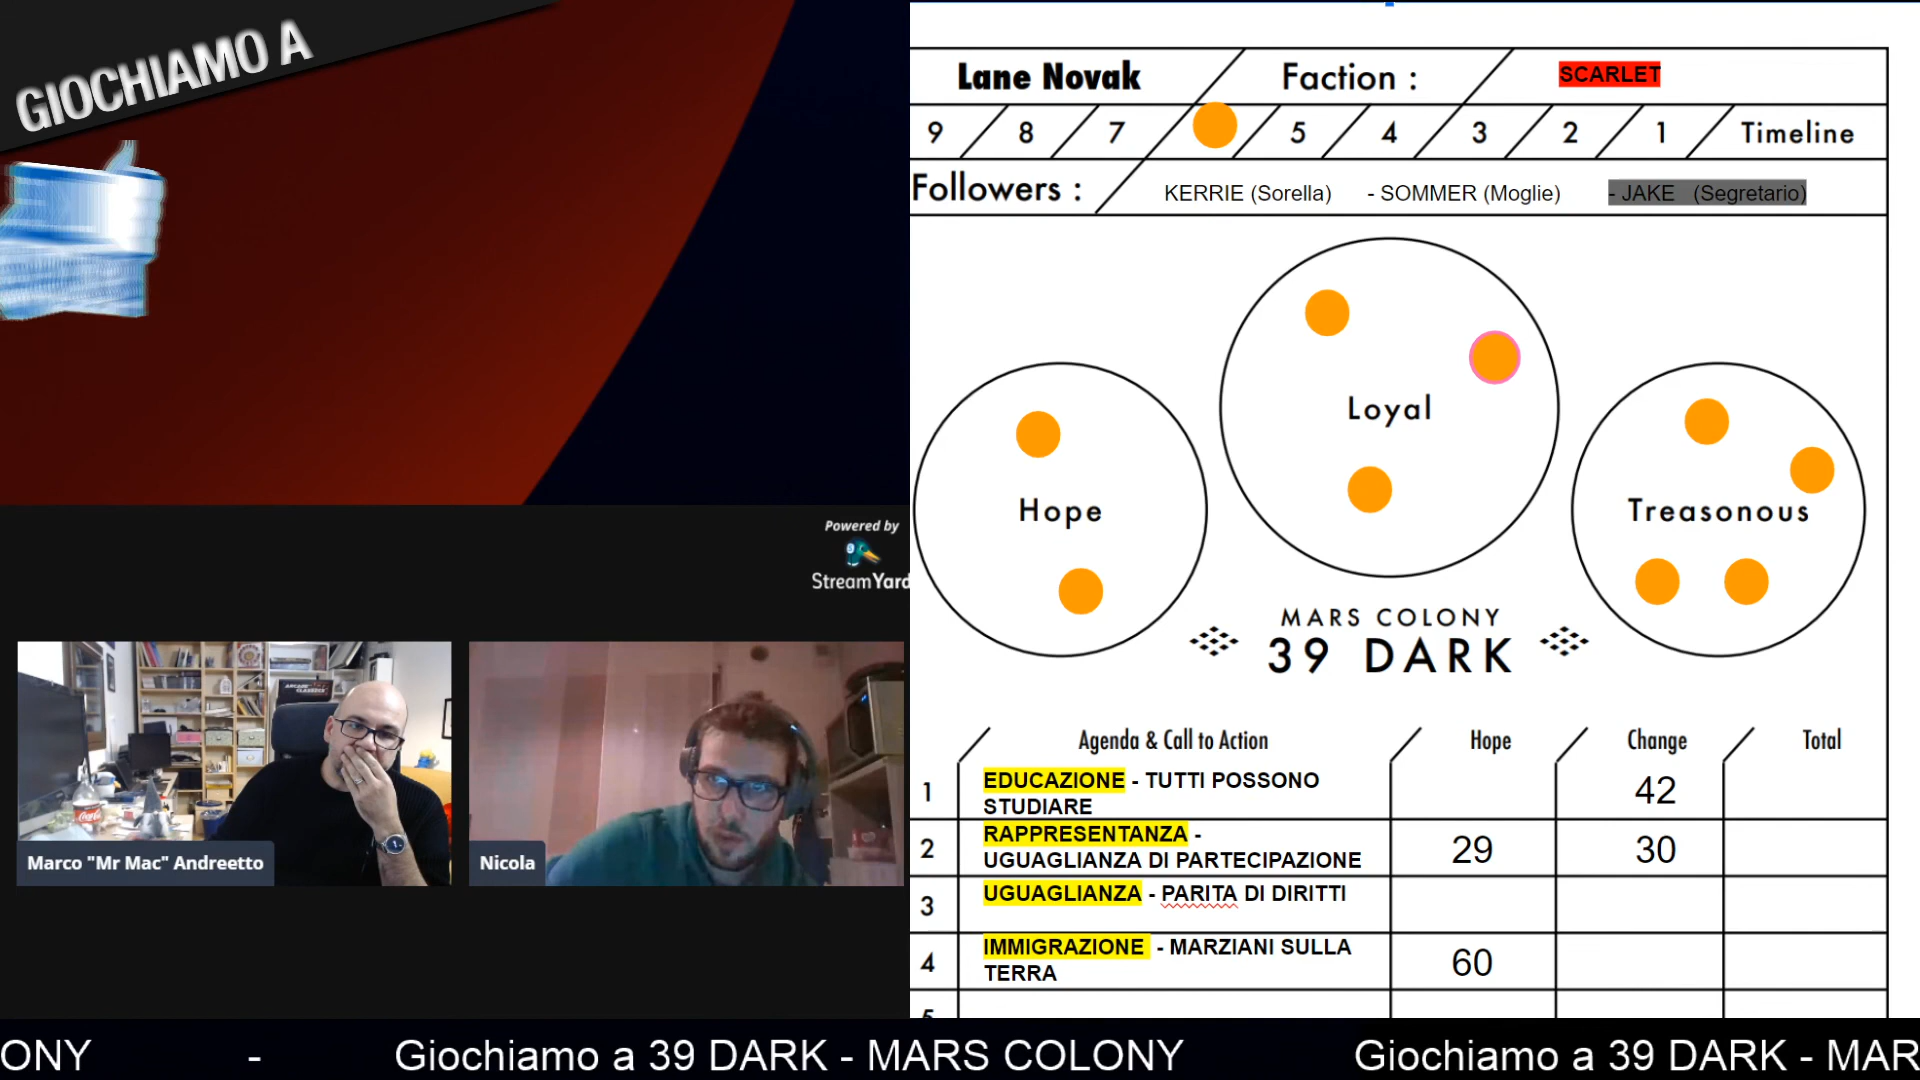 GIOCHIAMO A
Lane Novak
Faction :
SCARLET
9 8 7 5 4 3 2 1 Timeline
Followers :
KERRIE (Sorella) - SOMMER (Moglie) - JAKE (Segretario)
Loyal
Hope
Treasonous
MARS COLONY
39 DARK
Powered by
StreamYard
Marco "Mr Mac" Andreetto
Nicola
Agenda & Call to Action Hope Change Total
1 EDUCAZIONE - TUTTI POSSONO
STUDIARE
42
2 RAPPRESENTANZA -
UGUAGLIANZA DI PARTECIPAZIONE
29 30
3 UGUAGLIANZA - PARITA DI DIRITTI
4 IMMIGRAZIONE - MARZIANI SULLA
TERRA
60
ONY - Giochiamo a 39 DARK - MARS COLONY Giochiamo a 39 DARK - MAR